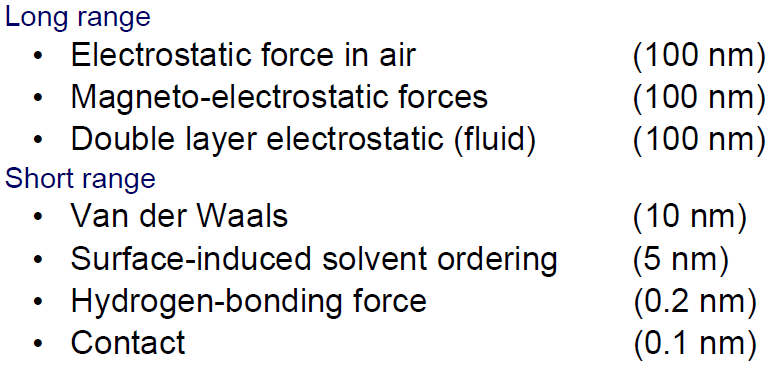 Long range
• Electrostatic force in air (100 nm)
• Magneto-electrostatic forces (100 nm)
• Double layer electrostatic (fluid) (100 nm)
Short range
• Van der Waals (10 nm)
• Surface-induced solvent ordering (5 nm)
• Hydrogen-bonding force (0.2 nm)
• Contact (0.1 nm)